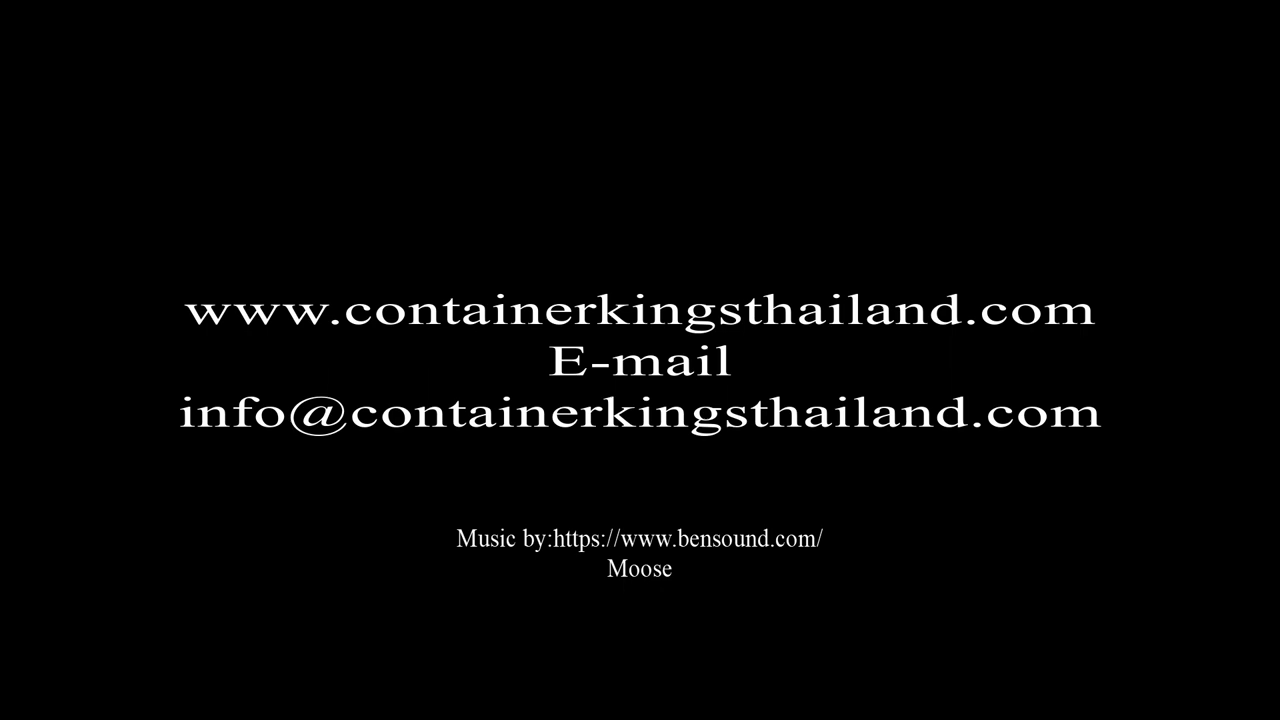 www.containerkingsthailand.com
E-mail
info@containerkingsthailand.com
Music by:https://www.bensound.com/
Moose